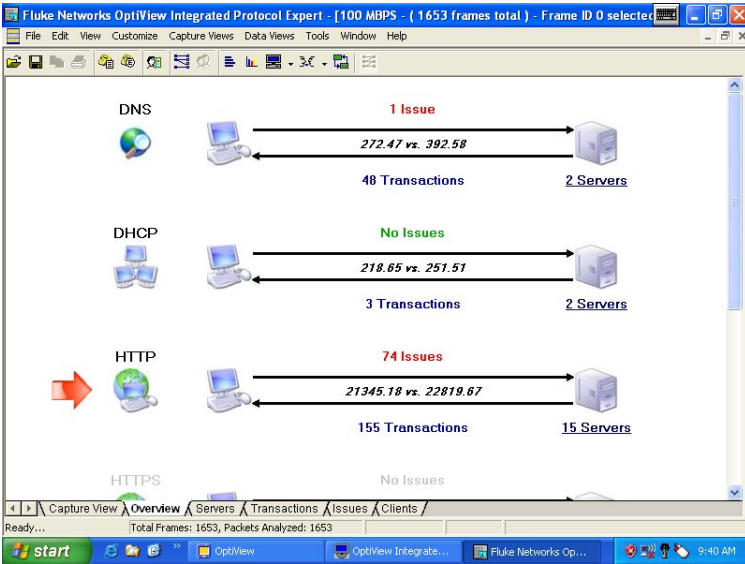 Fluke Networks OptiView Integrated Protocol Expert - [100 MBPS - ( 1653 frames total ) - Frame ID 0 selected
File Edit View Customize Capture Views Data Views Tools Window Help
DNS
1 Issue
272.47 vs. 392.58
48 Transactions
2 Servers
DHCP
No Issues
218.65 vs. 251.51
3 Transactions
2 Servers
HTTP
74 Issues
21345.18 vs. 22819.67
155 Transactions
15 Servers
HTTPS
No Issues
Capture View Overview Servers Transactions Issues Clients
Ready... Total Frames: 1653, Packets Analyzed: 1653
start OptiView OptiView Integrate... Fluke Networks Op... 9:40 AM